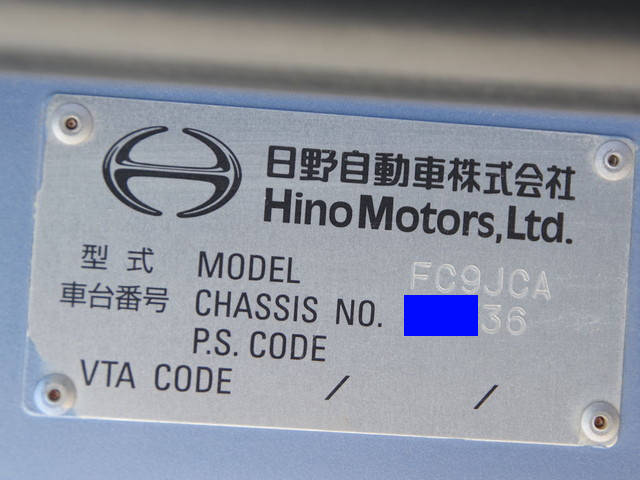 日野自動車株式会社
Hino Motors, Ltd.
型式 MODEL FC9JCA
車台番号 CHASSIS NO. 36
P.S. CODE
VTA CODE / /